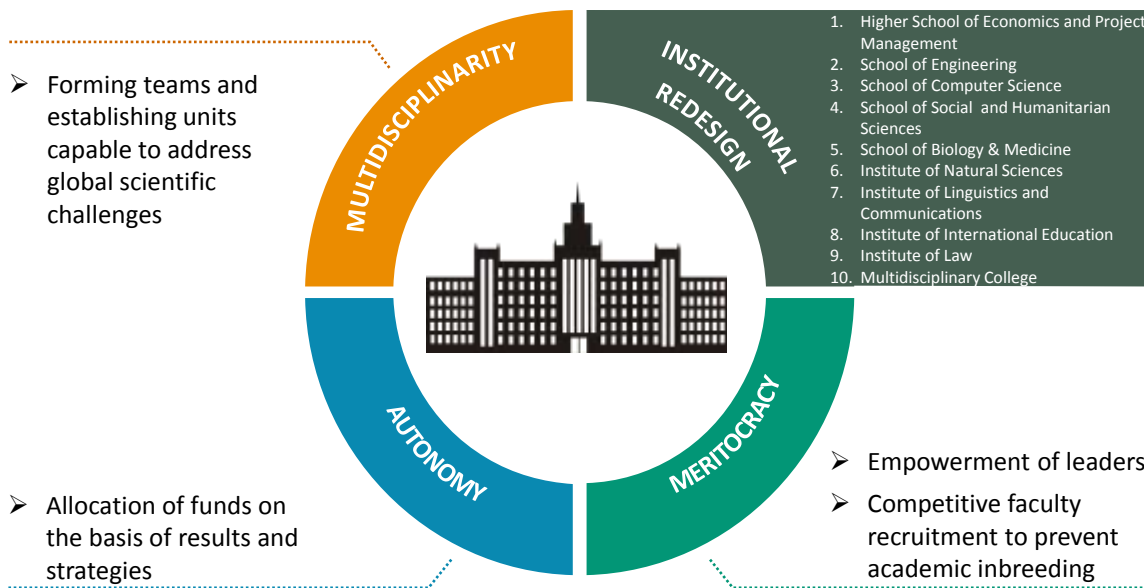 MULTIDISCIPLINARITY
➢ Forming teams and
establishing units
capable to address
global scientific
challenges
INSTITUTIONAL
REDESIGN
1. Higher School of Economics and Project
Management
2. School of Engineering
3. School of Computer Science
4. School of Social and Humanitarian
Sciences
5. School of Biology & Medicine
6. Institute of Natural Sciences
7. Institute of Linguistics and
Communications
8. Institute of International Education
9. Institute of Law
10. Multidisciplinary College
AUTONOMY
➢ Allocation of funds on
the basis of results and
strategies
MERITOCRACY
➢ Empowerment of leaders
➢ Competitive faculty
recruitment to prevent
academic inbreeding